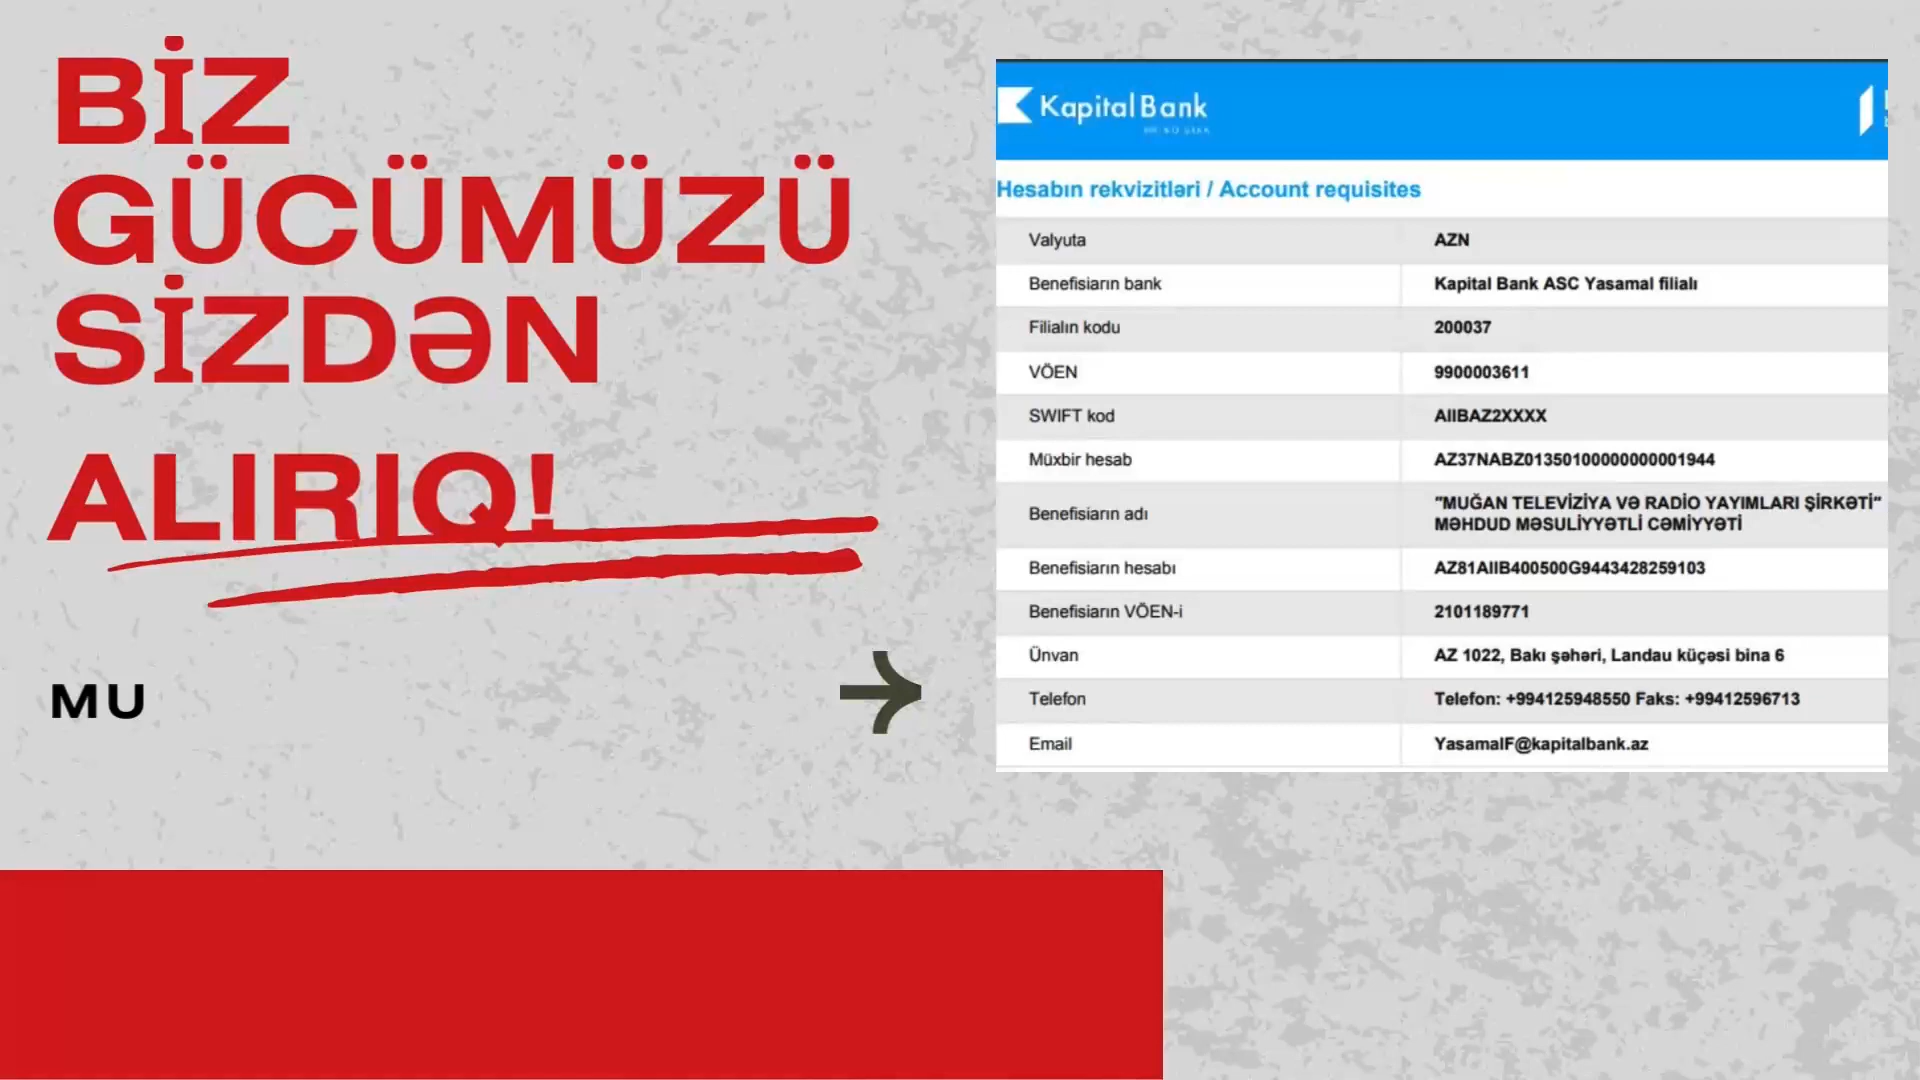 BİZ
GÜCÜMÜZÜ
SİZDƏN
ALIRIQ!
MU
KapitalBank
Hesabın rekvizitləri / Account requisites
Valyuta AZN
Benefisiarın bank Kapital Bank ASC Yasamal filialı
Filialın kodu 200037
VÖEN 9900003611
SWIFT kod AIIBAZ2XXXX
Müxbir hesab AZ37NABZ01350100000000001944
Benefisiarın adı "MUĞAN TELEVİZİYA VƏ RADİO YAYIMLARI ŞİRKƏTİ"
MƏHDUD MƏSULİYYƏTLİ CƏMİYYƏTİ
Benefisiarın hesabı AZ81AIIB400500G9443428259103
Benefisiarın VÖEN-i 2101189771
Ünvan AZ 1022, Bakı şəhəri, Landau küçəsi bina 6
Telefon Telefon: +994125948550 Faks: +99412596713
Email YasamalF@kapitalbank.az